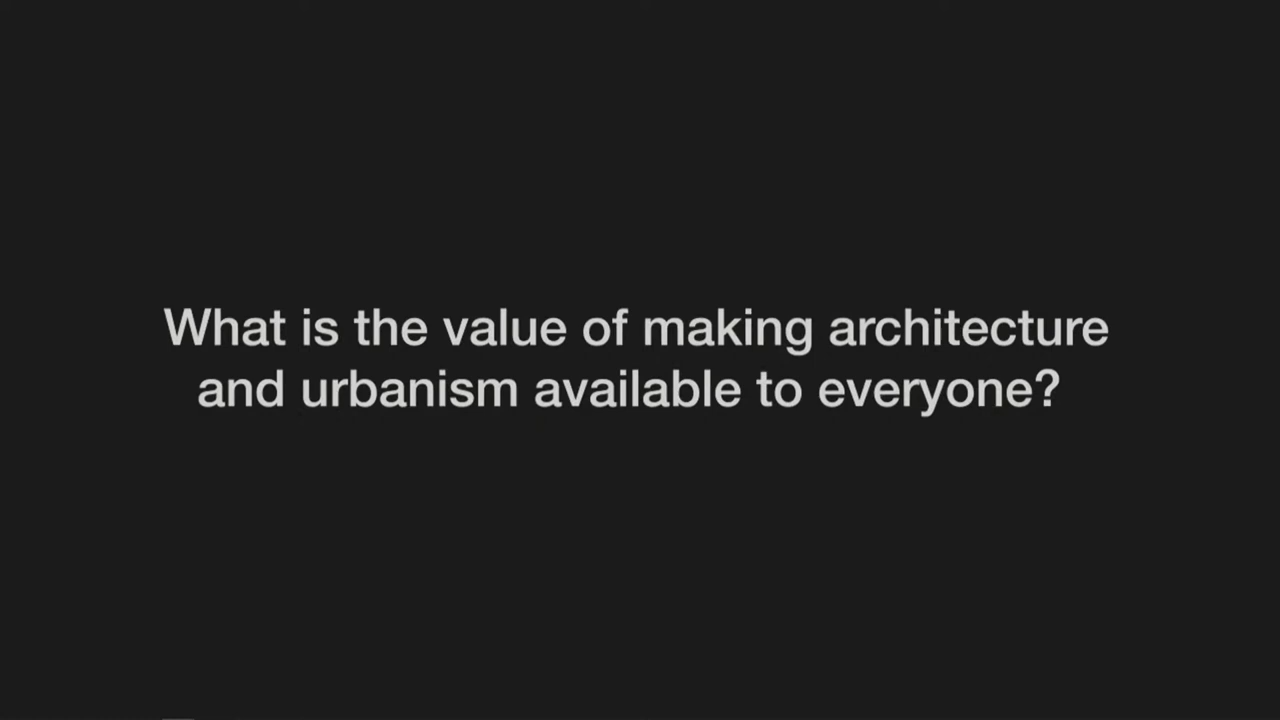 What is the value of making architecture
and urbanism available to everyone?